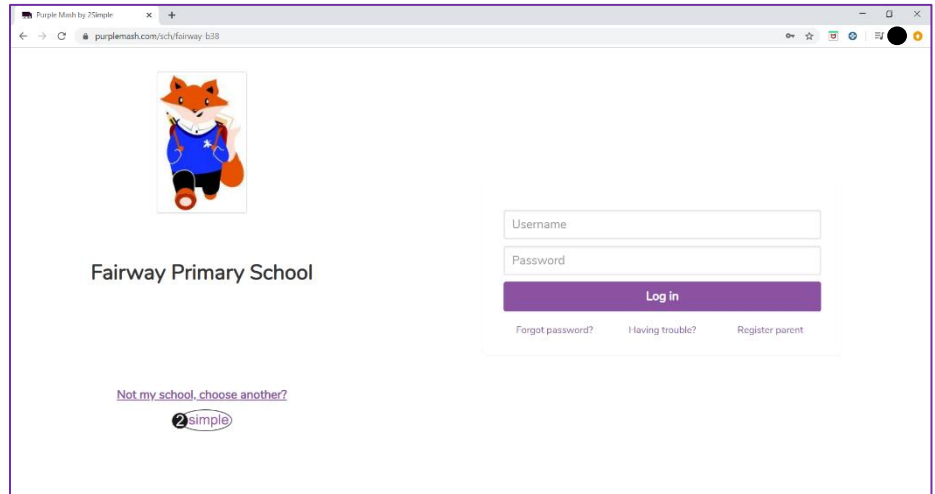 Purple Mash by 2Simple
purplemash.com/sch/fairway-b38
Fairway Primary School
Username
Password
Log in
Forgot password?
Having trouble?
Register parent
Not my school, choose another?
2simple